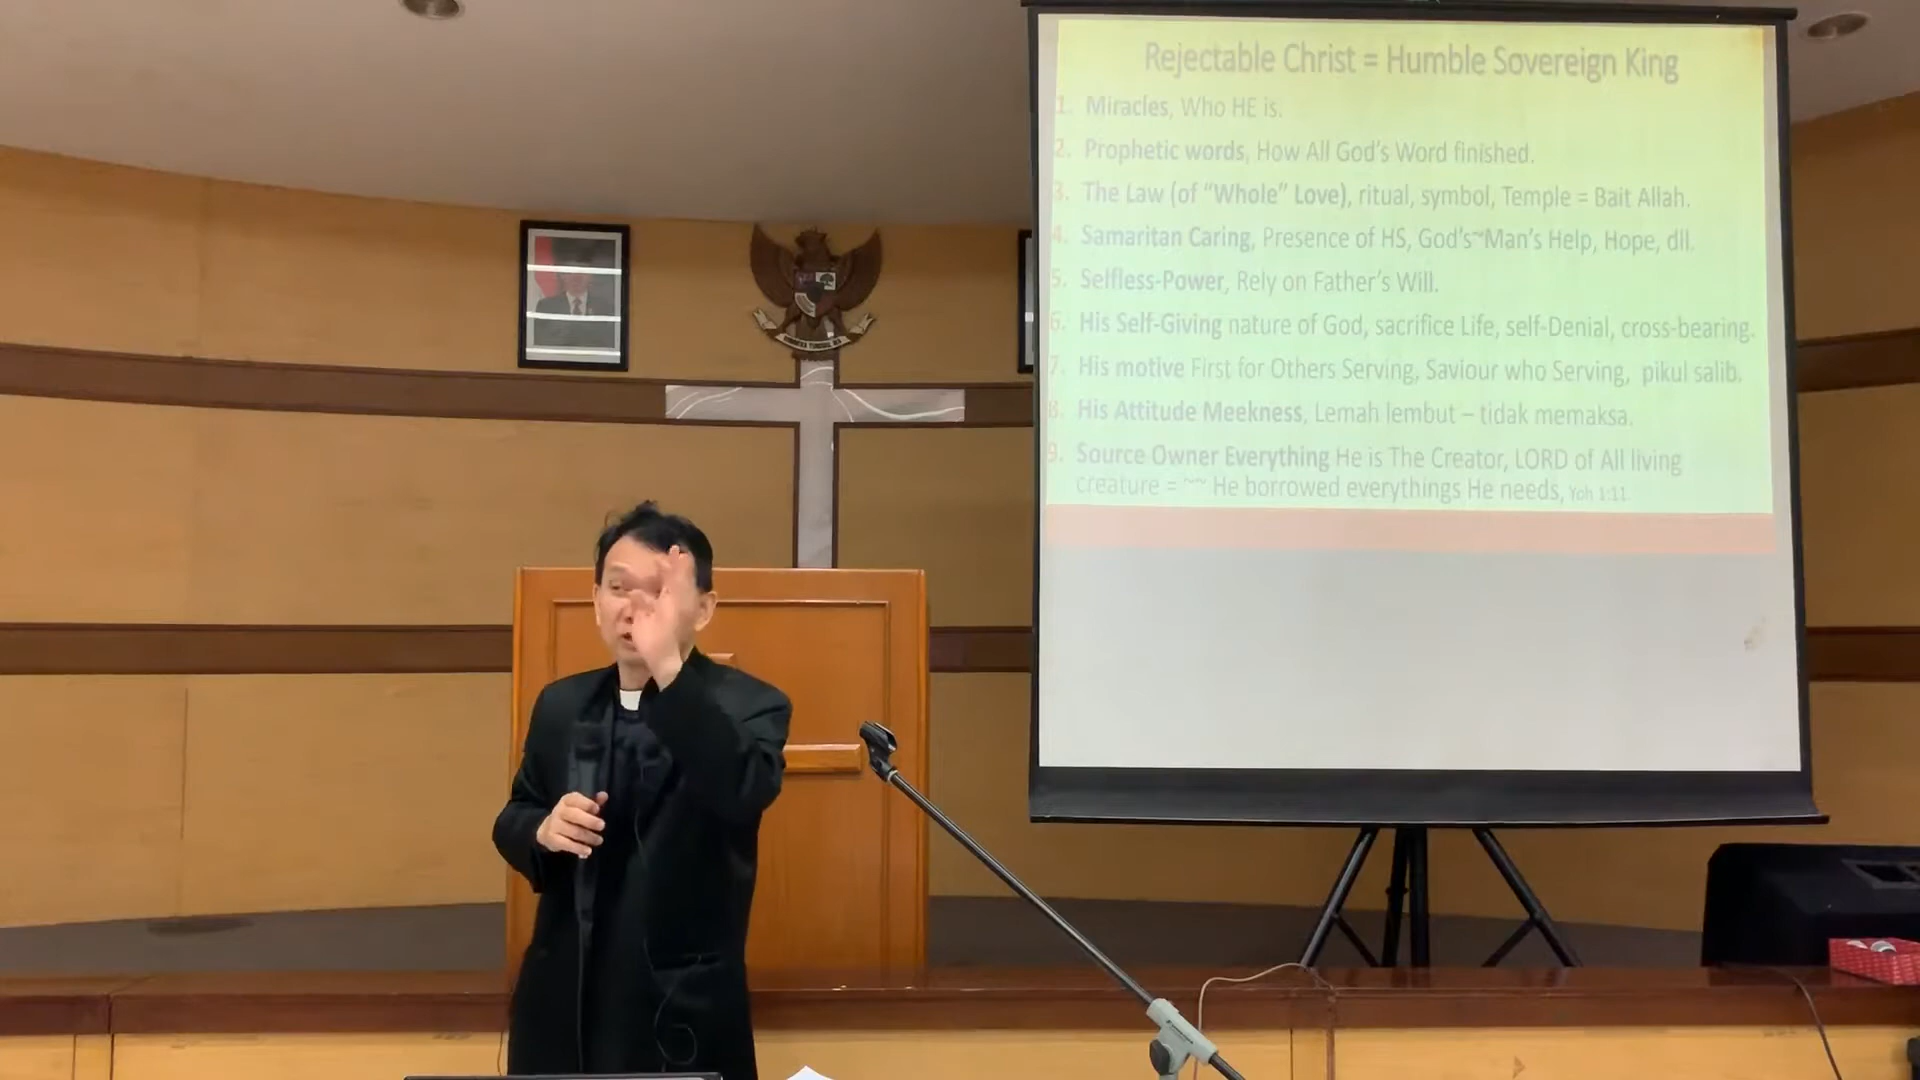 Rejectable Christ = Humble Sovereign King
1. Miracles, Who HE is.
2. Prophetic words, How All God's Word finished.
3. The Law (of “Whole” Love), ritual, symbol, Temple = Bait Allah.
4. Samaritan Caring, Presence of HS, God's~Man's Help, Hope, dll.
5. Selfless-Power, Rely on Father's Will.
6. His Self-Giving nature of God, sacrifice Life, self-Denial, cross-bearing.
7. His motive First for Others Serving, Saviour who Serving, pikul salib.
8. His Attitude Meekness, Lemah lembut – tidak memaksa.
9. Source Owner Everything He is The Creator, LORD of All living
creature = ~~ He borrowed everythings He needs, Yoh 1:11